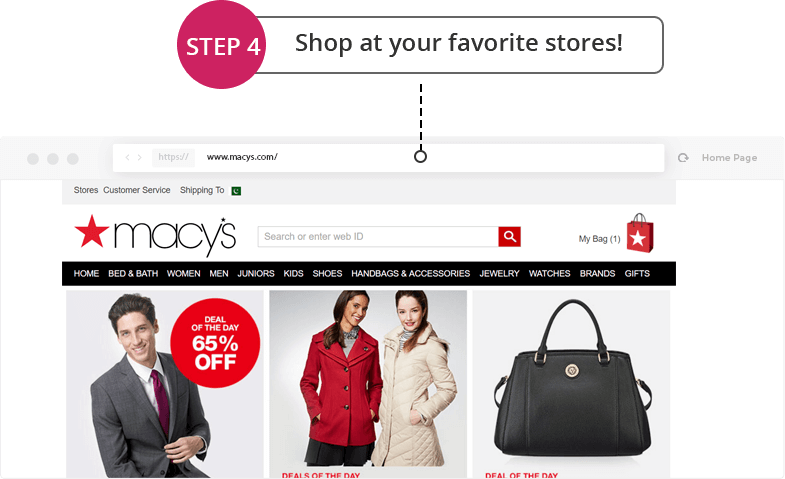 STEP 4
Shop at your favorite stores!
https://
www.macys.com/
Home Page
Stores Customer Service Shipping To
macy's
Search or enter web ID
My Bag (1)
HOME BED & BATH WOMEN MEN JUNIORS KIDS SHOES HANDBAGS & ACCESSORIES JEWELRY WATCHES BRANDS GIFTS
DEAL
OF THE DAY
65%
OFF
DEALS OF THE DAY
DEAL OF THE DAY